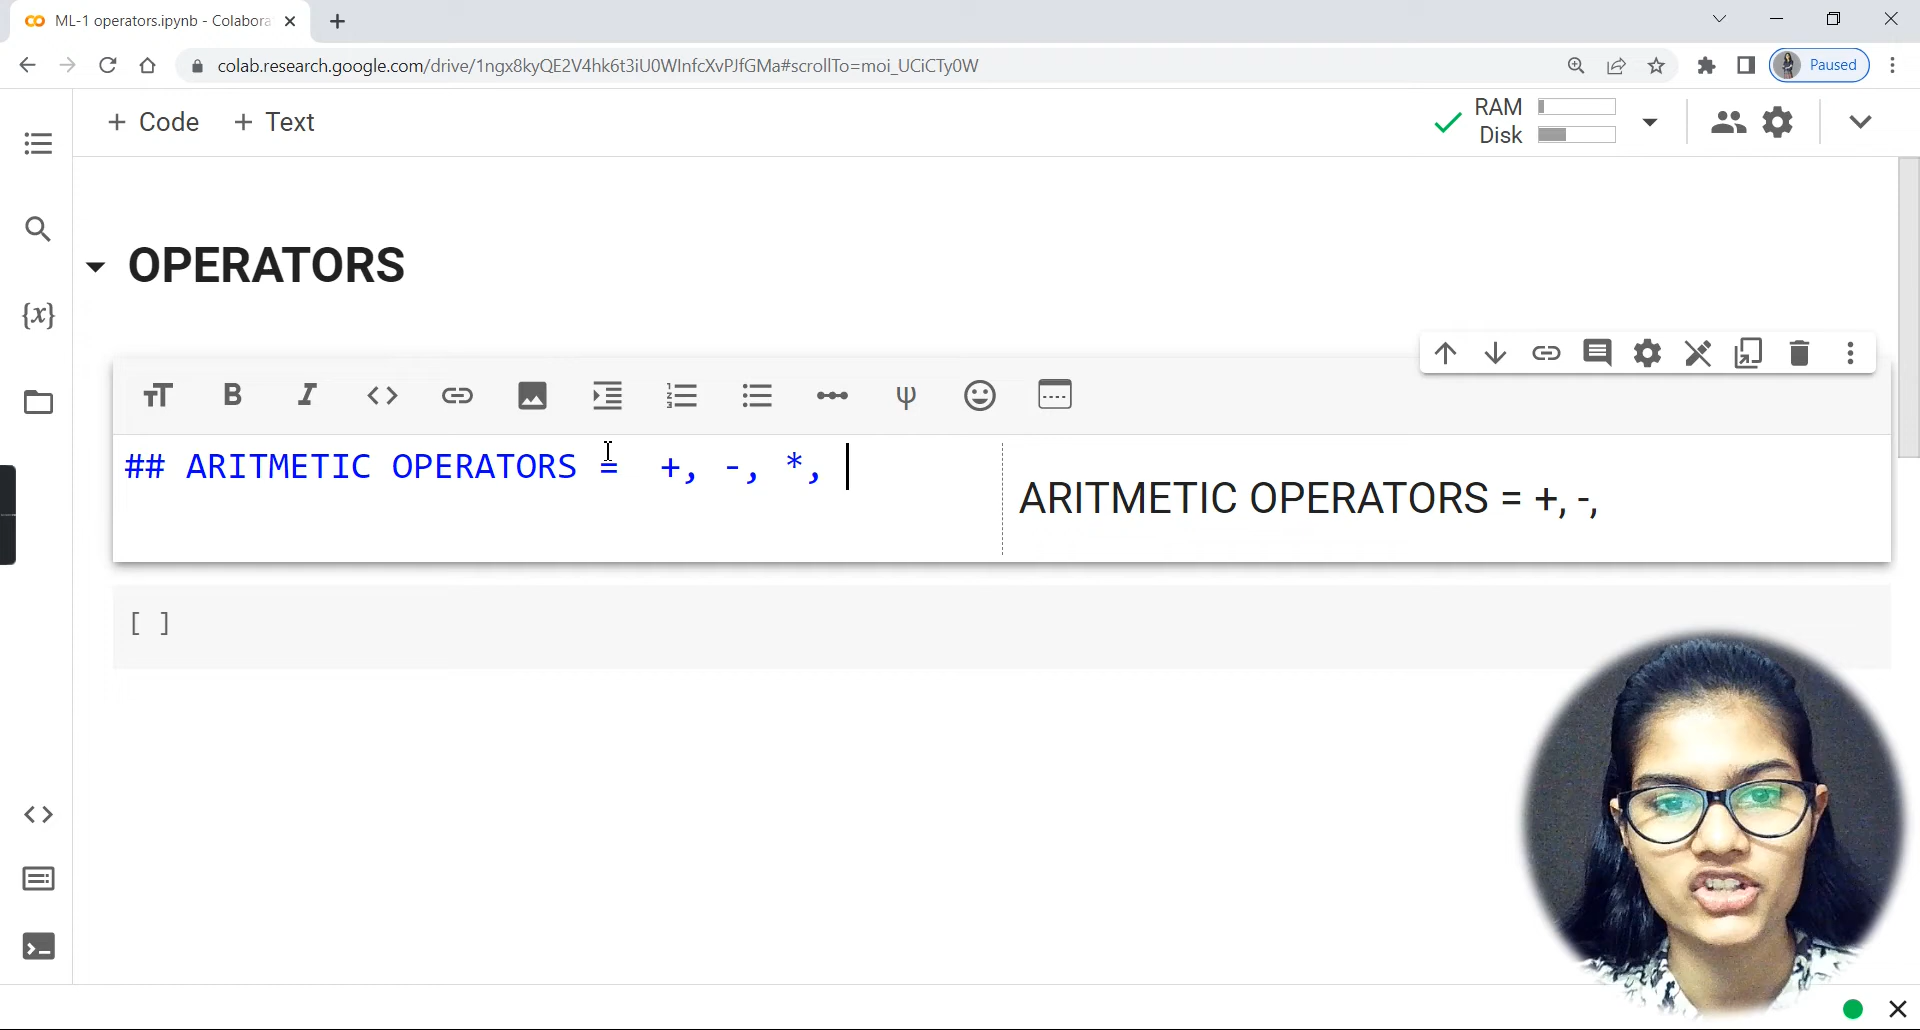 ML-1 operators.ipynb - Colabora
colab.research.google.com/drive/1ngx8kyQE2V4hk6t3iU0WInfcXvPJfGMa#scrollTo=moi_UCiCTy0W
Paused
+ Code + Text
RAM
Disk
{x}
OPERATORS
## ARITMETIC OPERATORS =  +, -, *,
ARITMETIC OPERATORS = +, -,
[ ]